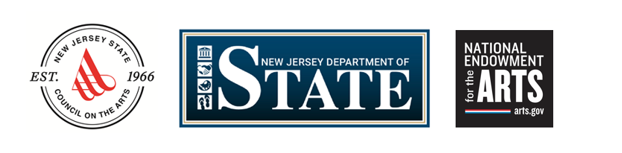 NEW JERSEY STATE
EST. 1966
COUNCIL ON THE ARTS
NEW JERSEY DEPARTMENT OF
STATE
NATIONAL
ENDOWMENT
for the ARTS
arts.gov